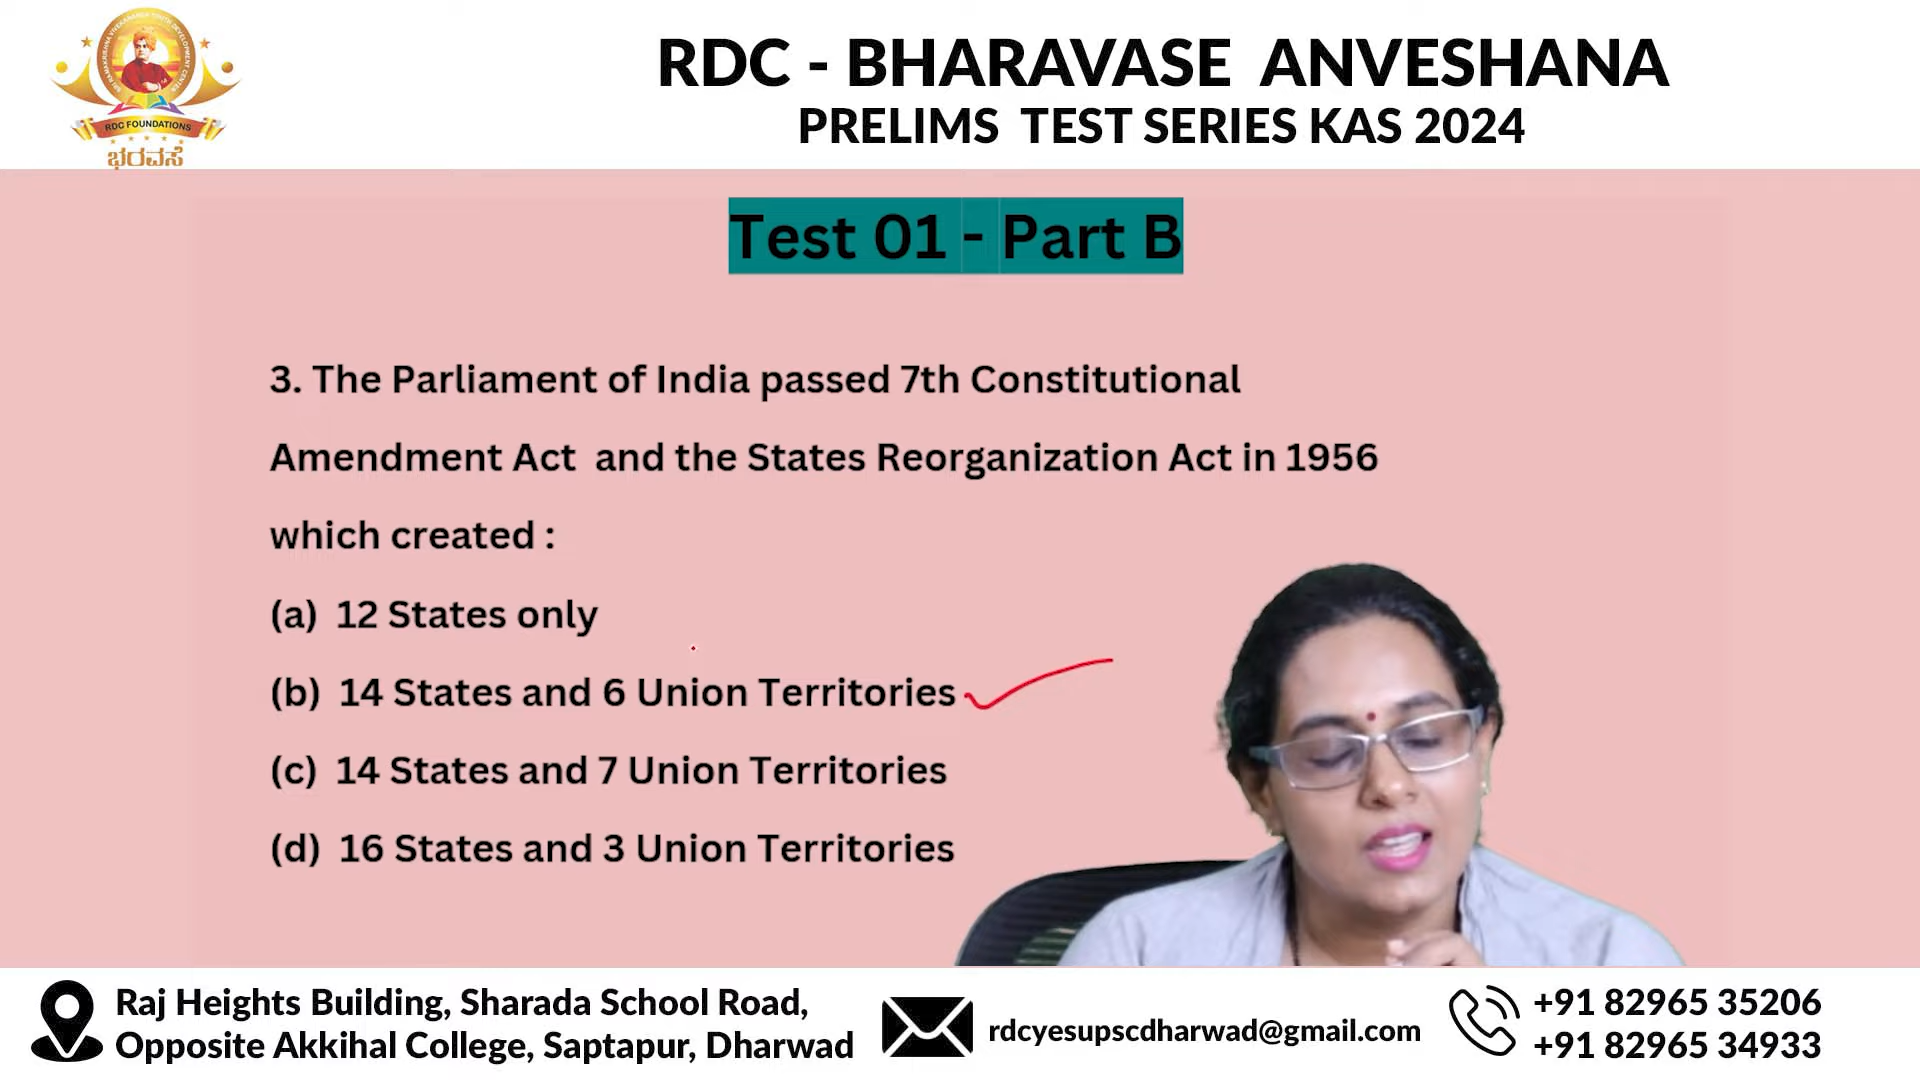 RDC FOUNDATIONS
ಭರವಸೆ
RDC - BHARAVASE ANVESHANA
PRELIMS TEST SERIES KAS 2024
Test 01 - Part B
3. The Parliament of India passed 7th Constitutional
Amendment Act and the States Reorganization Act in 1956
which created :
(a) 12 States only
(b) 14 States and 6 Union Territories
(c) 14 States and 7 Union Territories
(d) 16 States and 3 Union Territories
Raj Heights Building, Sharada School Road,
Opposite Akkihal College, Saptapur, Dharwad
rdcyesupscdharwad@gmail.com
+91 82965 35206
+91 82965 34933